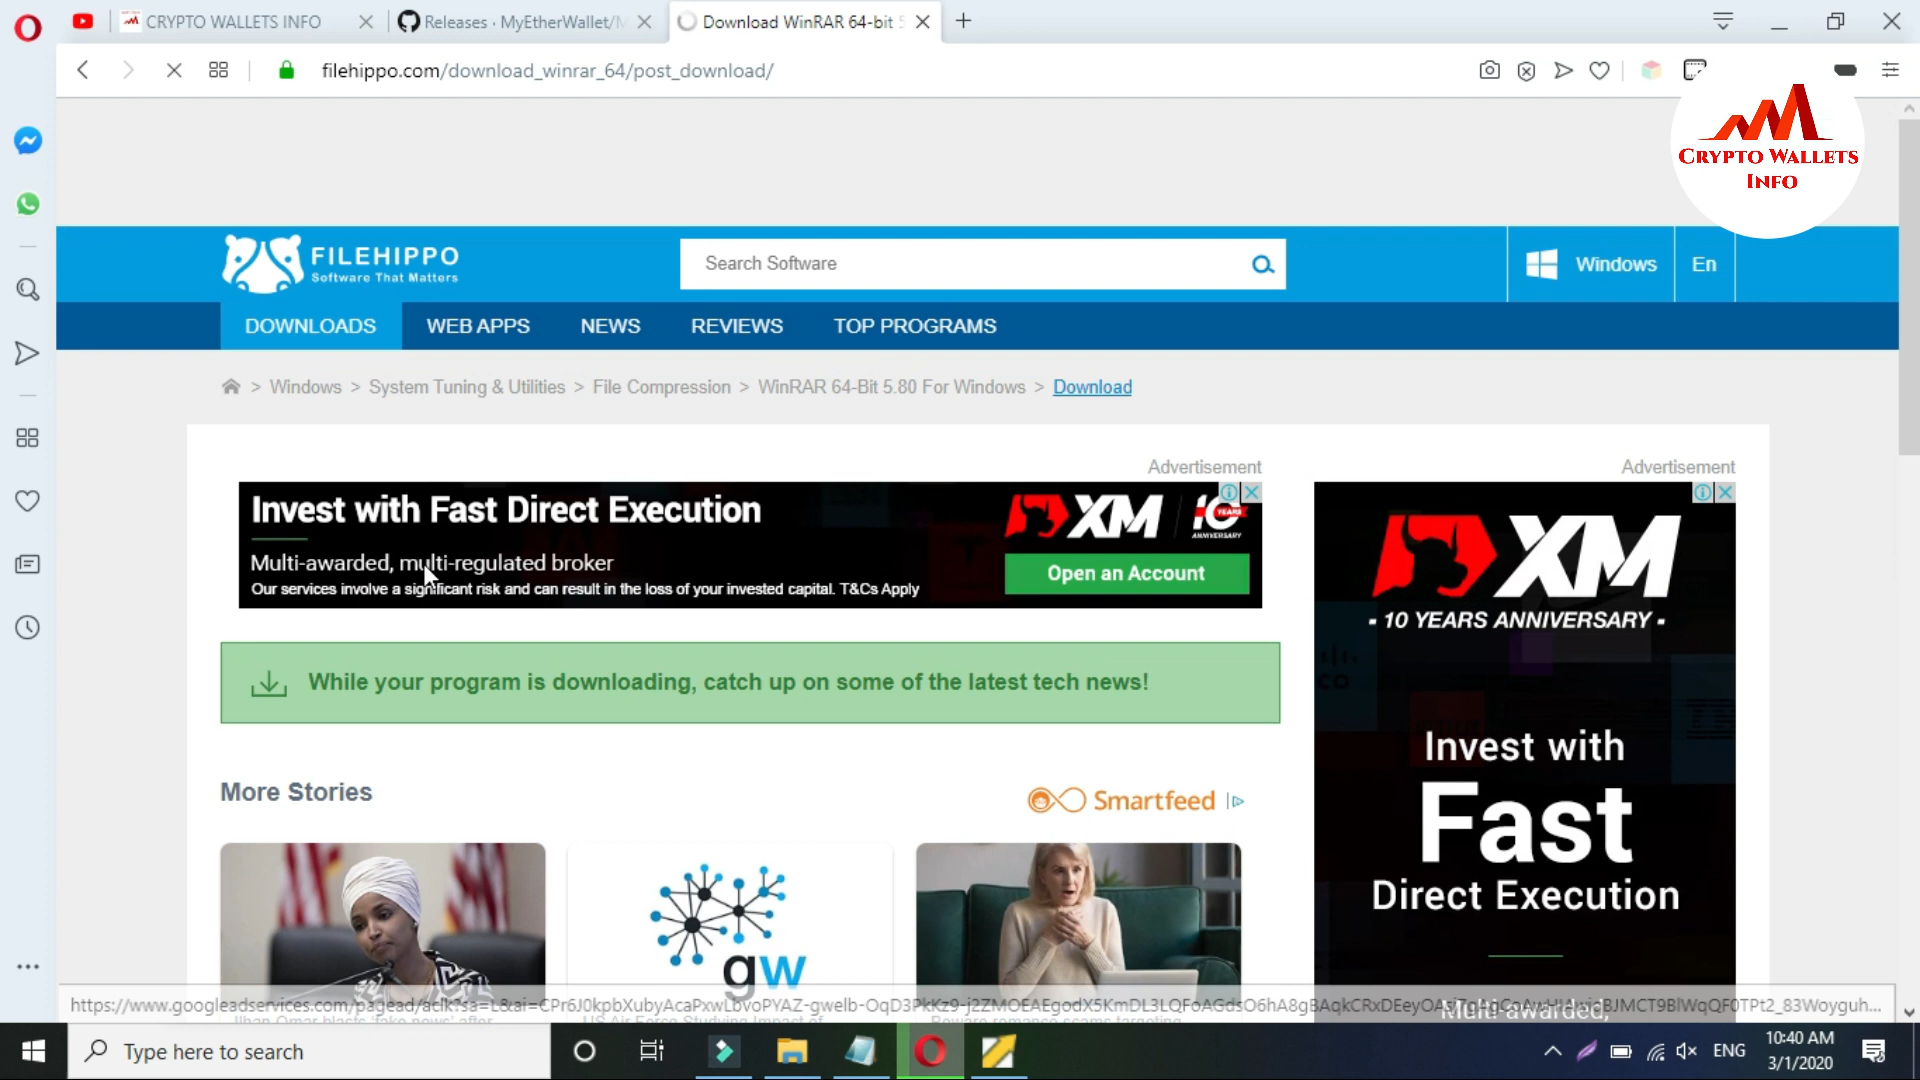 CRYPTO WALLETS INFO
Releases · MyEtherWallet/M
Download WinRAR 64-bit 5
filehippo.com/download_winrar_64/post_download/
CRYPTO WALLETS
INFO
FILEHIPPO
Software That Matters
Search Software
Windows
En
DOWNLOADS
WEB APPS
NEWS
REVIEWS
TOP PROGRAMS
> Windows > System Tuning & Utilities > File Compression > WinRAR 64-Bit 5.80 For Windows > Download
Advertisement
Advertisement
Invest with Fast Direct Execution
Multi-awarded, multi-regulated broker
Our services involve a significant risk and can result in the loss of your invested capital. T&Cs Apply
XM
10 YEARS
ANNIVERSARY
Open an Account
XM
- 10 YEARS ANNIVERSARY -
Invest with
Fast
Direct Execution
Multi-awarded,
While your program is downloading, catch up on some of the latest tech news!
More Stories
Smartfeed
gw
Type here to search
ENG
10:40 AM
3/1/2020